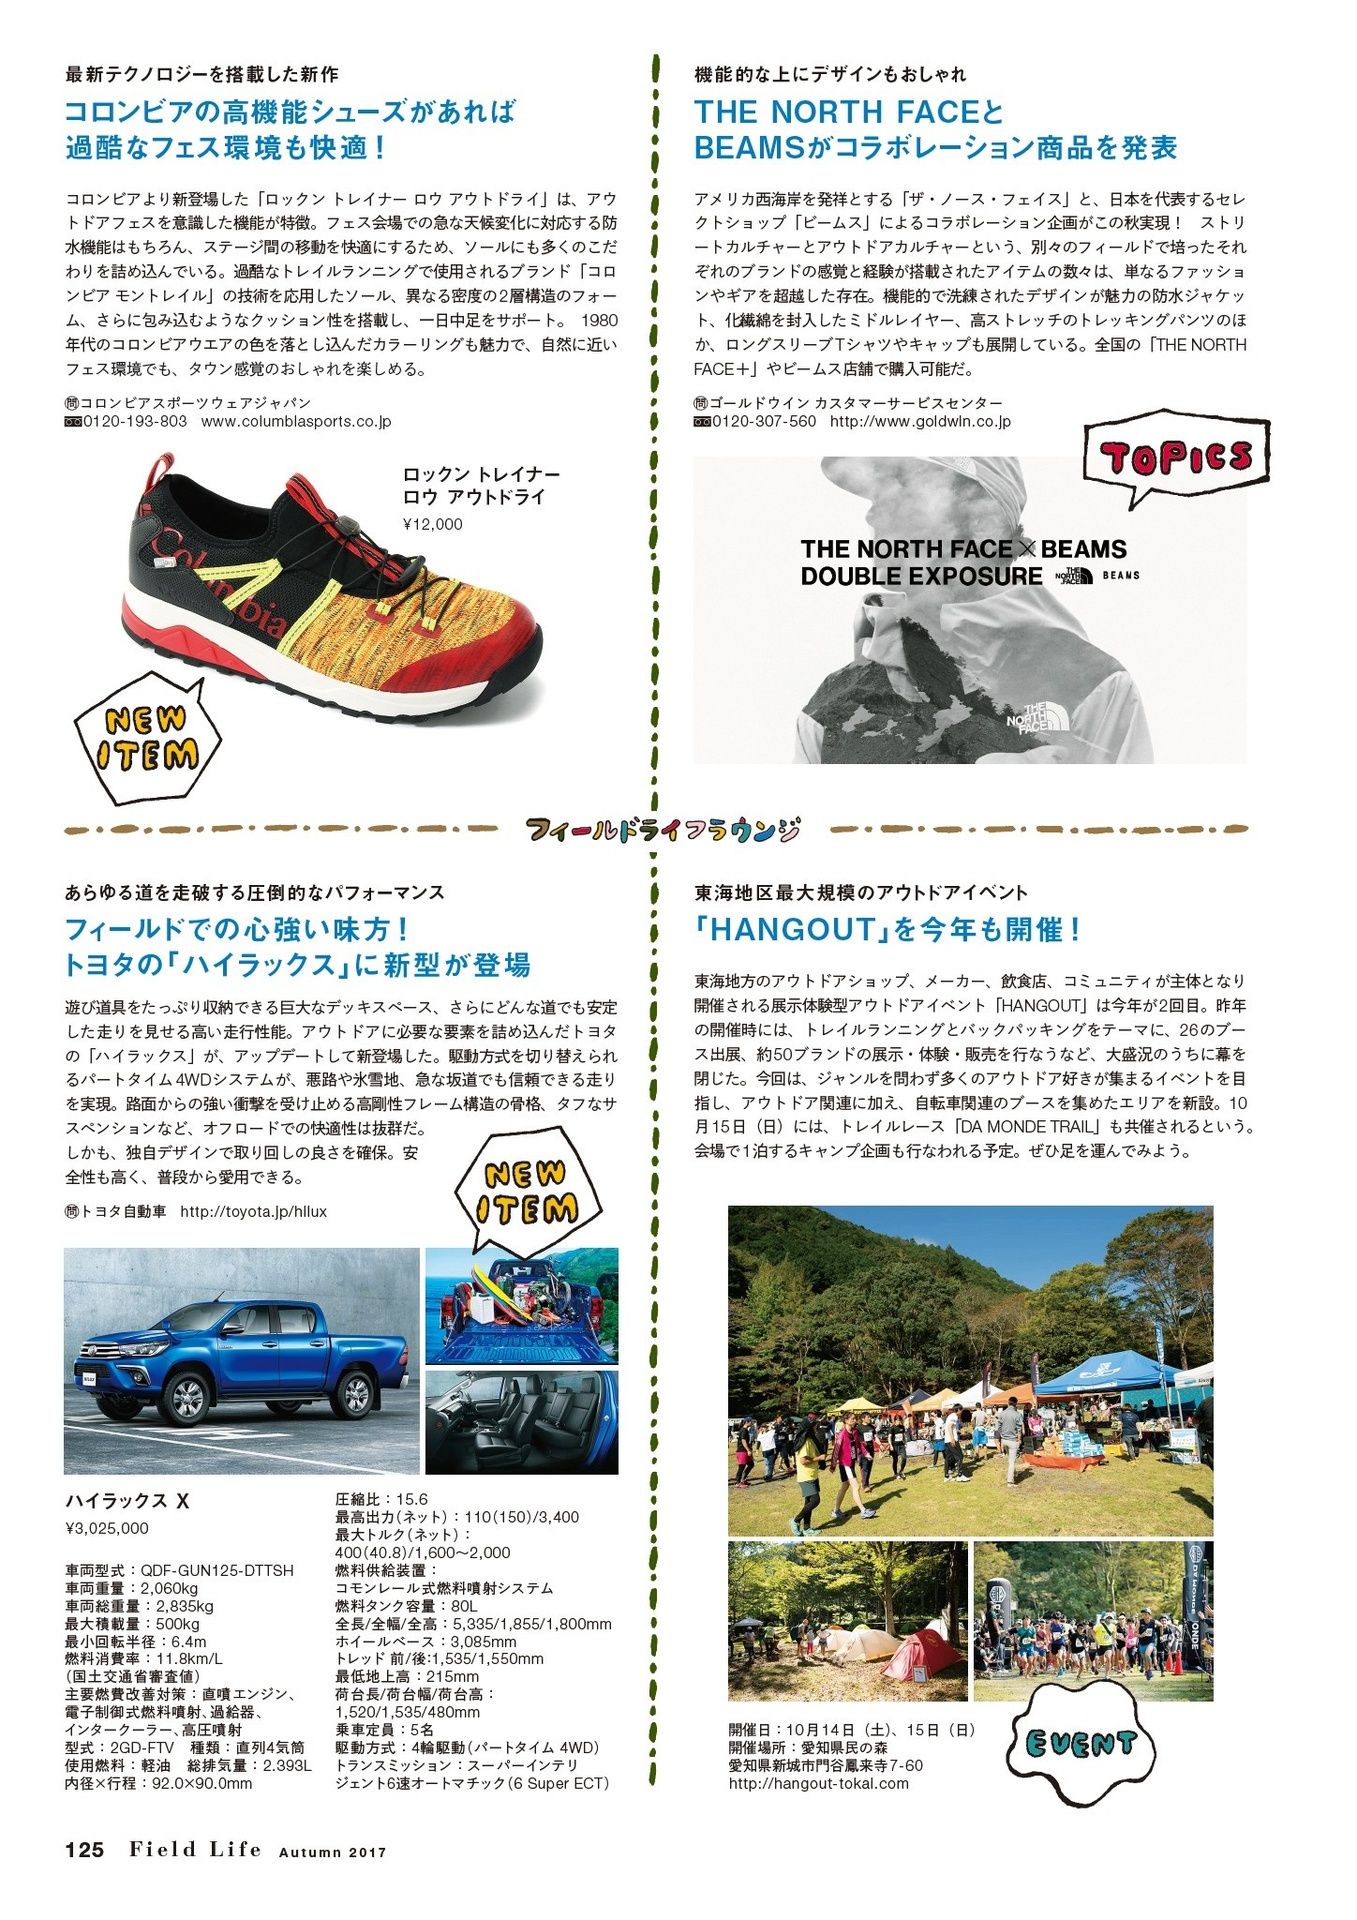 最新テクノロジーを搭載した新作
コロンビアの高機能シューズがあれば
過酷なフェス環境も快適！
コロンビアより新登場した「ロックン トレイナー ロウ アウトドライ」は、アウ
トドアフェスを意識した機能が特徴。フェス会場での急な天候変化に対応する防
水機能はもちろん、ステージ間の移動を快適にするため、ソールにも多くのこだ
わりを詰め込んでいる。過酷なトレイルランニングで使用されるブランド「コロ
ンビア モントレイル」の技術を応用したソール、異なる密度の2層構造のフォー
ム、さらに包み込むようなクッション性を搭載し、一日中足をサポート。 1980
年代のコロンビアウエアの色を落とし込んだカラーリングも魅力で、自然に近い
フェス環境でも、タウン感覚のおしゃれを楽しめる。
㉄コロンビアスポーツウェアジャパン
0120-193-803 www.columbiasports.co.jp
ロックン トレイナー
ロウ アウトドライ
¥12,000
Columbia
NEW
ITEM
機能的な上にデザインもおしゃれ
THE NORTH FACEと
BEAMSがコラボレーション商品を発表
アメリカ西海岸を発祥とする「ザ・ノース・フェイス」と、日本を代表するセレ
クトショップ「ビームス」によるコラボレーション企画がこの秋実現！ ストリ
ートカルチャーとアウトドアカルチャーという、別々のフィールドで培ったそれ
ぞれのブランドの感覚と経験が搭載されたアイテムの数々は、単なるファッショ
ンやギアを超越した存在。機能的で洗練されたデザインが魅力の防水ジャケッ
ト、化繊綿を封入したミドルレイヤー、高ストレッチのトレッキングパンツのほ
か、ロングスリーブTシャツやキャップも展開している。全国の「THE NORTH
FACE＋」やビームス店舗で購入可能だ。
㉄ゴールドウイン カスタマーサービスセンター
0120-307-560 http://www.goldwin.co.jp
TOPICS
THE NORTH FACE×BEAMS
DOUBLE EXPOSURE THE NORTH FACE BEAMS
THE
NORTH
FACE
フィールドライフラウンジ
あらゆる道を走破する圧倒的なパフォーマンス
フィールドでの心強い味方！
トヨタの「ハイラックス」に新型が登場
遊び道具をたっぷり収納できる巨大なデッキスペース、さらにどんな道でも安定
した走りを見せる高い走行性能。アウトドアに必要な要素を詰め込んだトヨタ
の「ハイラックス」が、アップデートして新登場した。駆動方式を切り替えられ
るパートタイム4WDシステムが、悪路や氷雪地、急な坂道でも信頼できる走り
を実現。路面からの強い衝撃を受け止める高剛性フレーム構造の骨格、タフなサ
スペンションなど、オフロードでの快適性は抜群だ。
しかも、独自デザインで取り回しの良さを確保。安
全性も高く、普段から愛用できる。
㉄トヨタ自動車 http://toyota.jp/hilux
NEW
ITEM
ハイラックス X
¥3,025,000
車両型式：QDF-GUN125-DTTSH
車両重量：2,060kg
車両総重量：2,835kg
最大積載量：500kg
最小回転半径：6.4m
燃料消費率：11.8km/L
（国土交通省審査値）
主要燃費改善対策：直噴エンジン、
電子制御式燃料噴射、過給器、
インタークーラー、高圧噴射
型式：2GD-FTV 種類：直列4気筒
使用燃料：軽油 総排気量：2.393L
内径×行程：92.0×90.0mm
圧縮比：15.6
最高出力（ネット）：110（150）/3,400
最大トルク（ネット）：
400（40.8）/1,600〜2,000
燃料供給装置：
コモンレール式燃料噴射システム
燃料タンク容量：80L
全長/全幅/全高：5,335/1,855/1,800mm
ホイールベース：3,085mm
トレッド 前/後：1,535/1,550mm
最低地上高：215mm
荷台長/荷台幅/荷台高：
1,520/1,535/480mm
乗車定員：5名
駆動方式：4輪駆動（パートタイム 4WD）
トランスミッション：スーパーインテリ
ジェント6速オートマチック（6 Super ECT）
東海地区最大規模のアウトドアイベント
「HANGOUT」を今年も開催！
東海地方のアウトドアショップ、メーカー、飲食店、コミュニティが主体となり
開催される展示体験型アウトドアイベント「HANGOUT」は今年が2回目。昨年
の開催時には、トレイルランニングとバックパッキングをテーマに、26のブー
ス出展、約50ブランドの展示・体験・販売を行なうなど、大盛況のうちに幕を
閉じた。今回は、ジャンルを問わず多くのアウトドア好きが集まるイベントを目
指し、アウトドア関連に加え、自転車関連のブースを集めたエリアを新設。10
月15日（日）には、トレイルレース「DA MONDE TRAIL」も共催されるという。
会場で1泊するキャンプ企画も行なわれる予定。ぜひ足を運んでみよう。
開催日：10月14日（土）、15日（日）
開催場所：愛知県民の森
愛知県新城市門谷鳳来寺7-60
http://hangout-tokai.com
EVENT
125 Field Life Autumn 2017